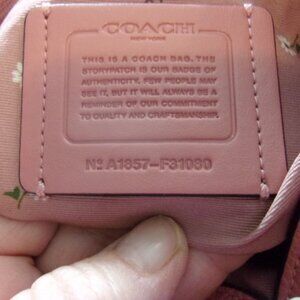 COACH
NEW YORK
THIS IS A COACH BAG. THE
STORYPATCH IS OUR BADGE OF
AUTHENTICITY. FEW PEOPLE MAY
SEE IT, BUT IT WILL ALWAYS BE A
REMINDER OF OUR COMMITMENT
TO QUALITY AND CRAFTSMANSHIP.
Nº A1857-F31080